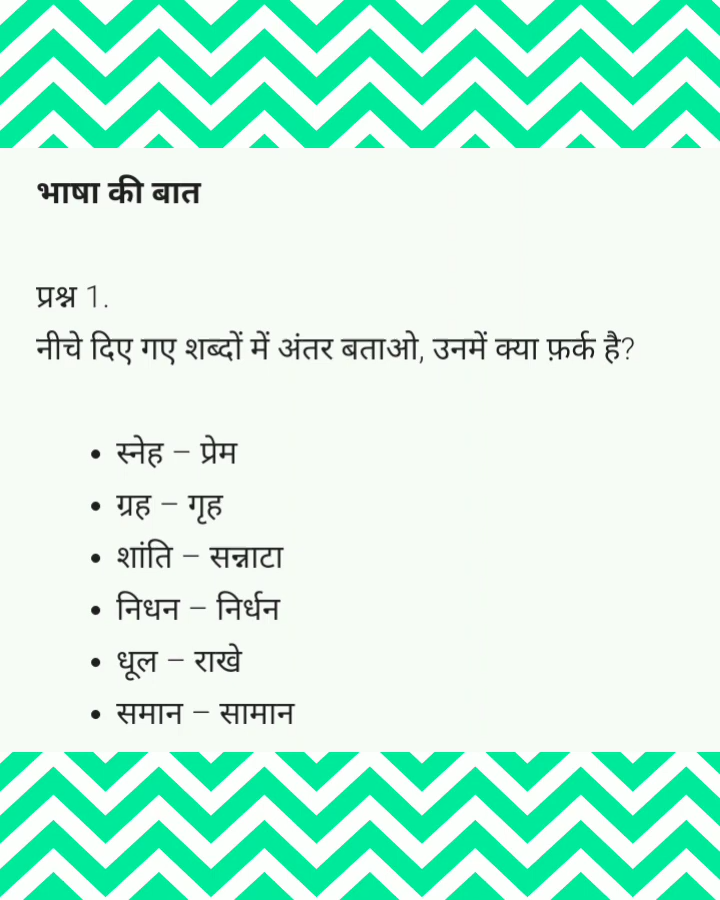 भाषा की बात
प्रश्न 1.
नीचे दिए गए शब्दों में अंतर बताओ, उनमें क्या फ़र्क है?
• स्नेह – प्रेम
• ग्रह – गृह
• शांति – सन्नाटा
• निधन – निर्धन
• धूल – राखे
• समान – सामान